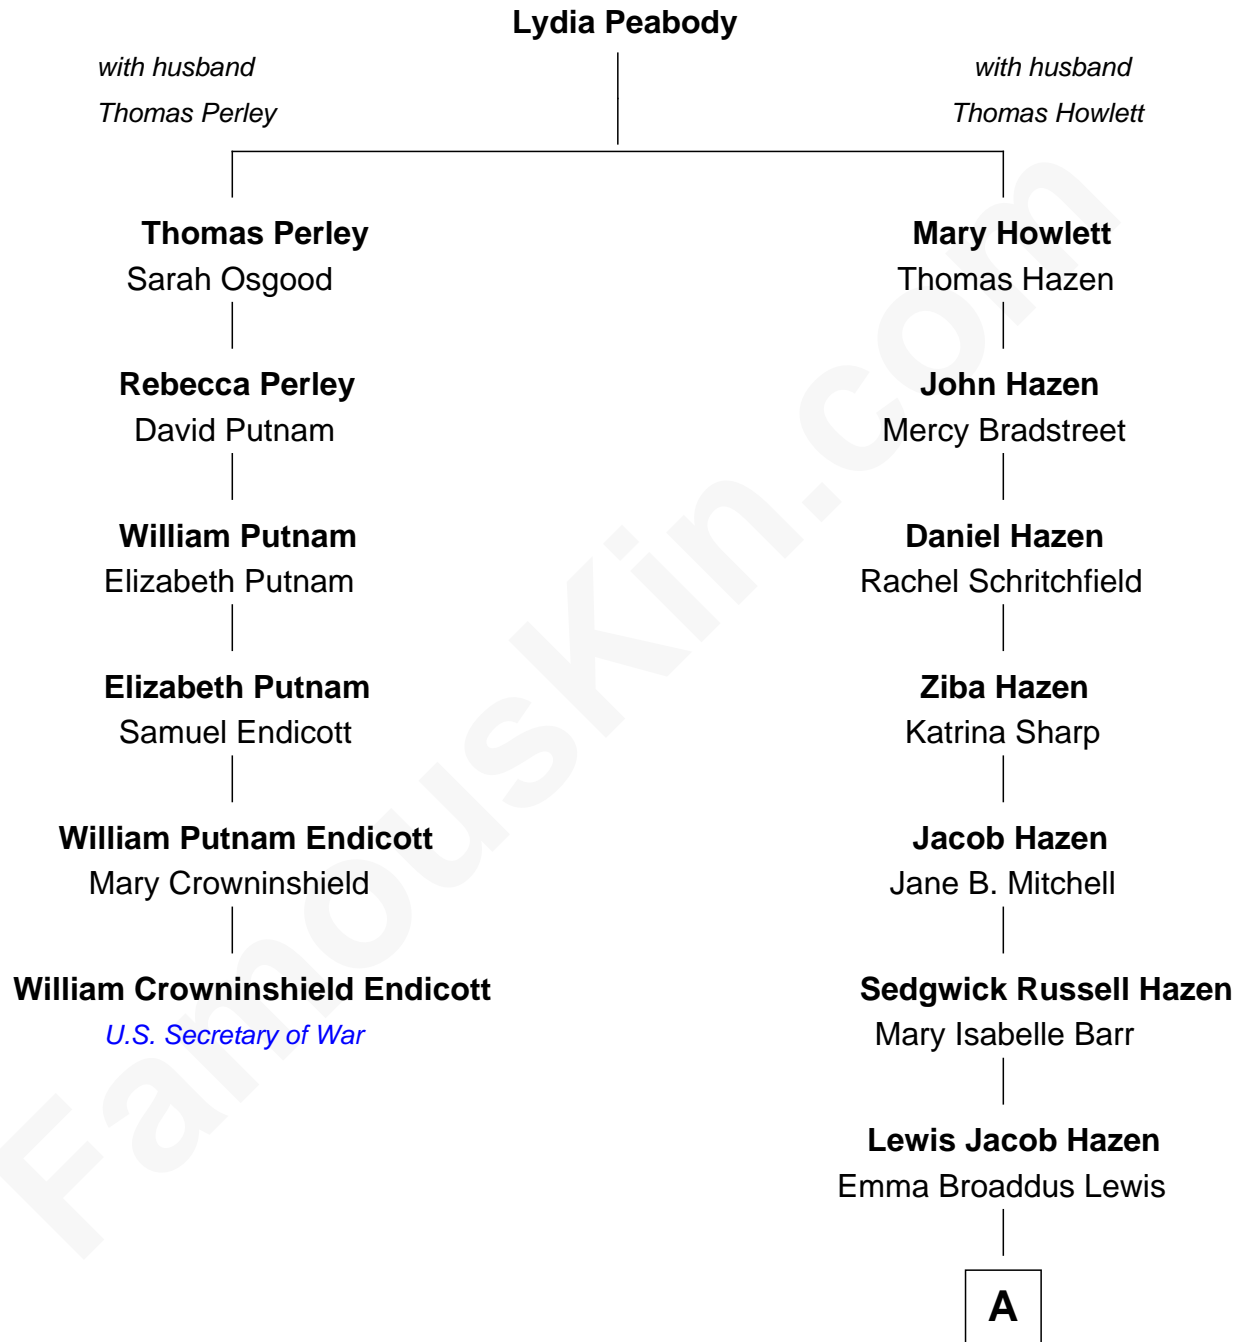 Lydia Peabody
with husband
Thomas Perley
with husband
Thomas Howlett
Thomas Perley
Sarah Osgood
Mary Howlett
Thomas Hazen
Rebecca Perley
David Putnam
John Hazen
Mercy Bradstreet
William Putnam
Elizabeth Putnam
Daniel Hazen
Rachel Schritchfield
Elizabeth Putnam
Samuel Endicott
Ziba Hazen
Katrina Sharp
William Putnam Endicott
Mary Crowninshield
Jacob Hazen
Jane B. Mitchell
William Crowninshield Endicott
U.S. Secretary of War
Sedgwick Russell Hazen
Mary Isabelle Barr
Lewis Jacob Hazen
Emma Broaddus Lewis
A
FamousKin.com